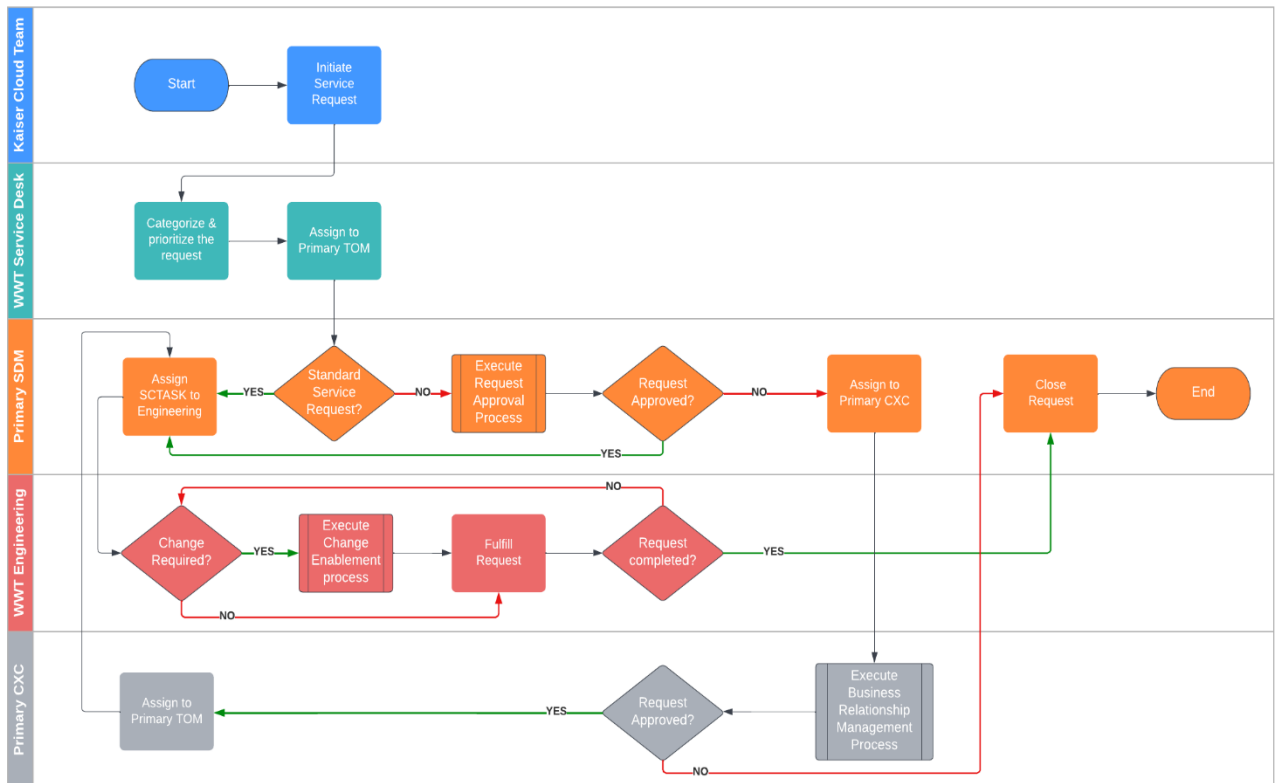 Kaiser Cloud Team
Start
Initiate
Service
Request
WWT Service Desk
Categorize &
prioritize the
request
Assign to
Primary TOM
Primary SDM
Assign
SCTASK to
Engineering
YES
Standard
Service
Request?
NO
Execute
Request
Approval
Process
Request
Approved?
NO
Assign to
Primary CXC
Close
Request
End
YES
WWT Engineering
NO
Change
Required?
YES
Execute
Change
Enablement
process
Fulfill
Request
Request
completed?
YES
NO
Primary CXC
Assign to
Primary TOM
YES
Request
Approved?
Execute
Business
Relationship
Management
Process
NO